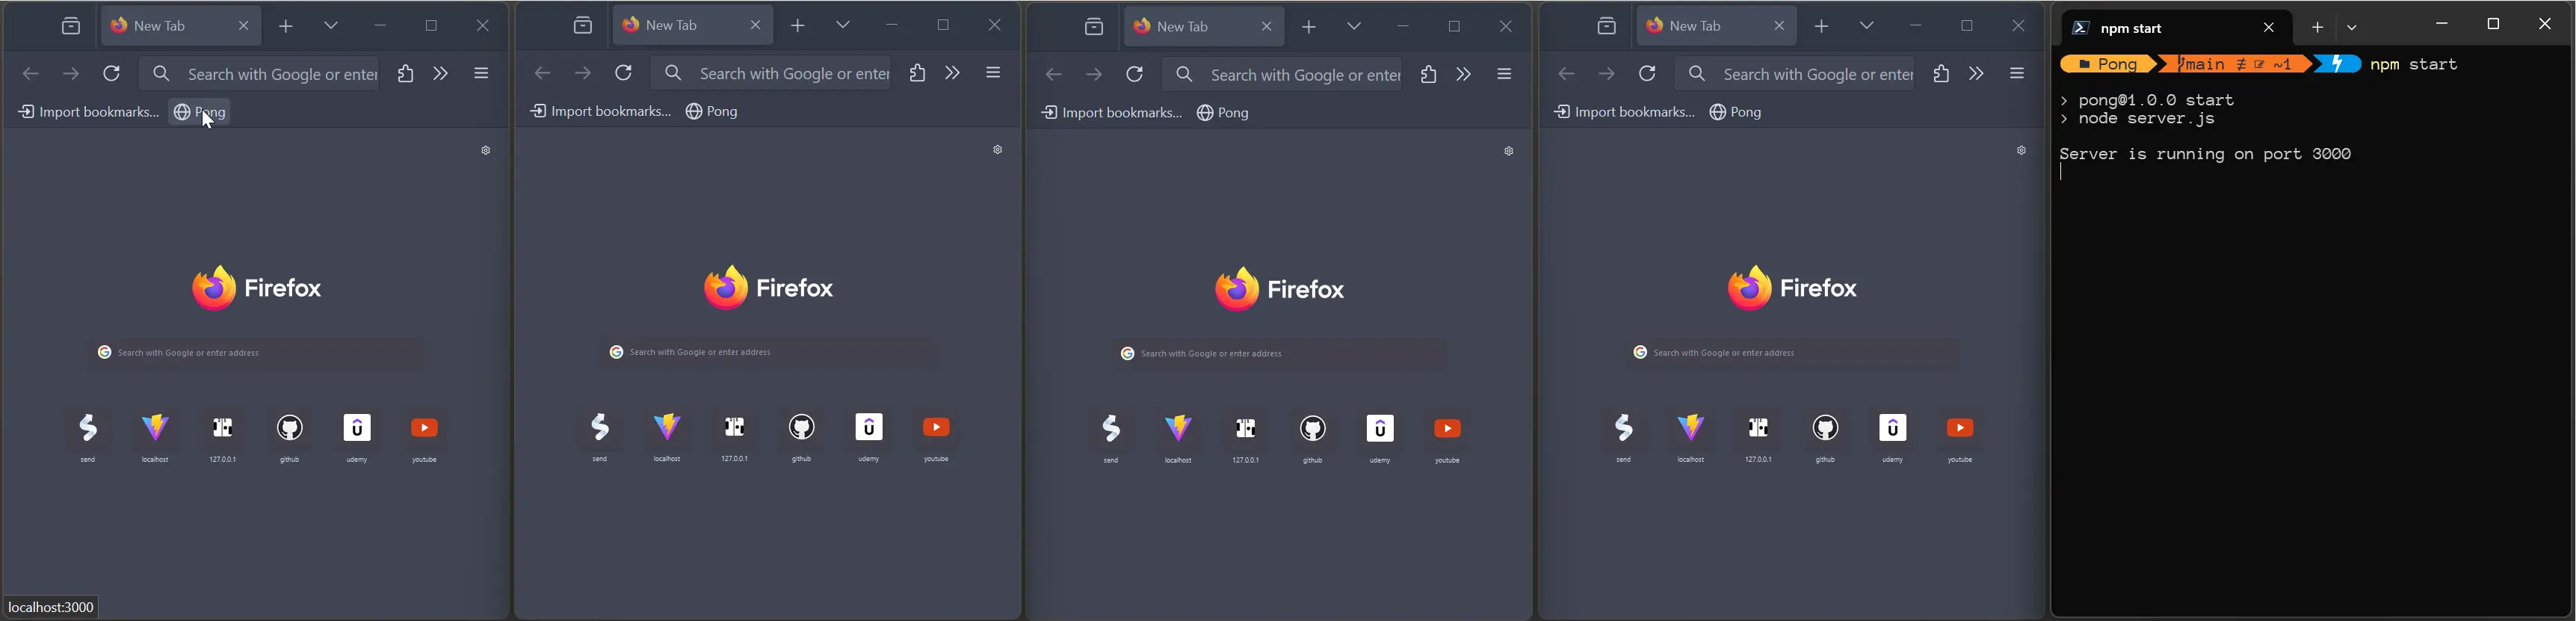 New Tab
Search with Google or enter
Import bookmarks... Pong
Firefox
Search with Google or enter address
send localhost 127.0.0.1 github udemy youtube
localhost:3000
New Tab
Search with Google or enter
Import bookmarks... Pong
Firefox
Search with Google or enter address
send localhost 127.0.0.1 github udemy youtube
New Tab
Search with Google or enter
Import bookmarks... Pong
Firefox
Search with Google or enter address
send localhost 127.0.0.1 github udemy youtube
New Tab
Search with Google or enter
Import bookmarks... Pong
Firefox
Search with Google or enter address
send localhost 127.0.0.1 github udemy youtube
npm start
Pong main ≢ ~1 npm start
> pong@1.0.0 start
> node server.js
Server is running on port 3000